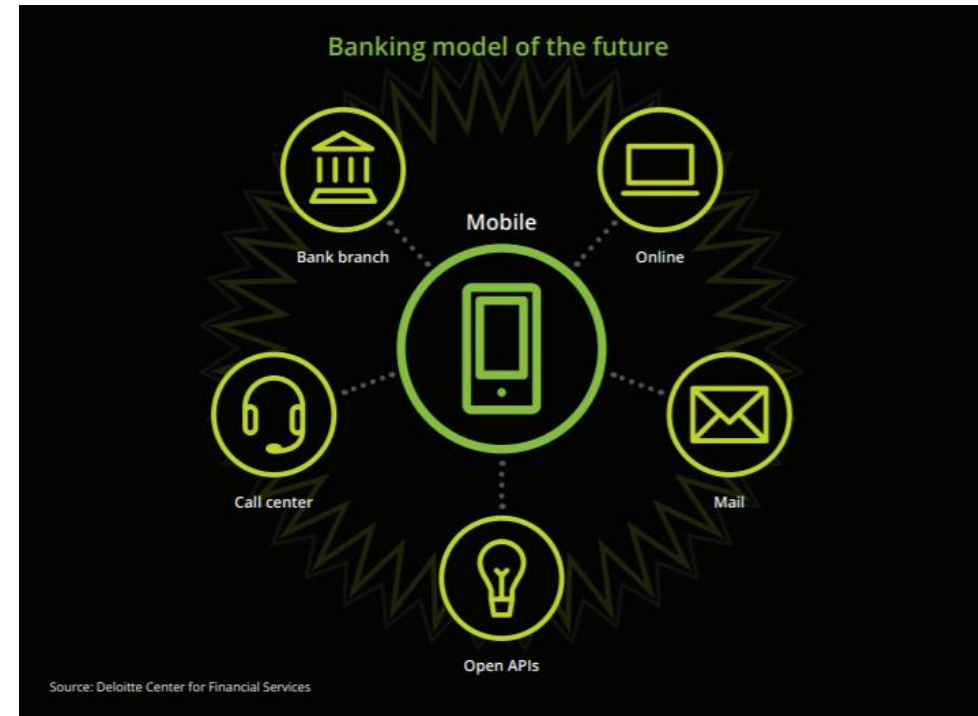 Banking model of the future
Mobile
Bank branch
Online
Call center
Mail
Open APIs
Source: Deloitte Center for Financial Services